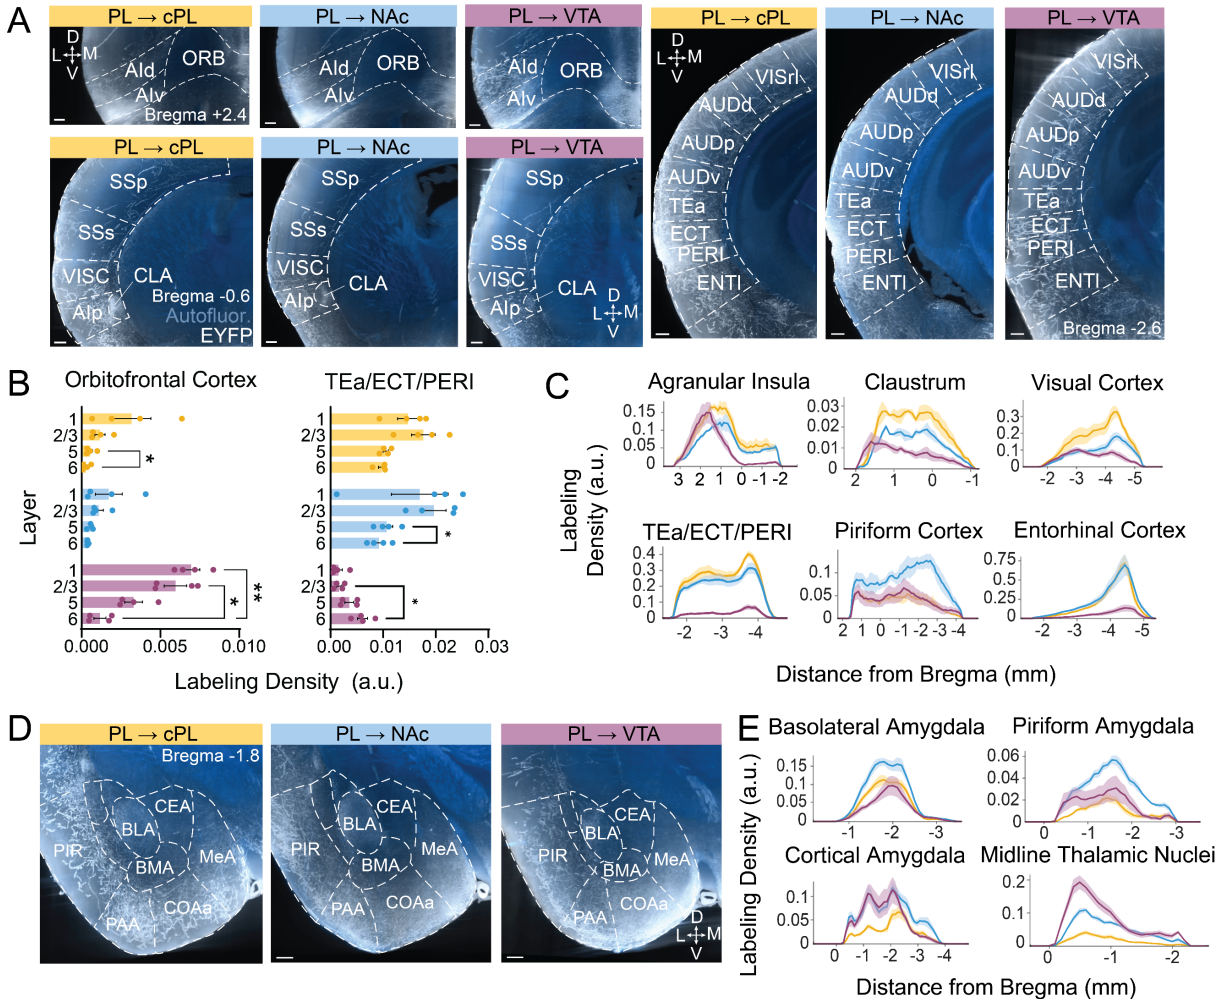 A
PL → cPL
PL → NAc
PL → VTA
PL → cPL
PL → NAc
PL → VTA
D
L M
V
AId
ORB
AIv
Bregma +2.4
AId
ORB
AIv
AId
ORB
AIv
PL → cPL
PL → NAc
PL → VTA
SSp
SSs
VISC
CLA
AIp
Bregma -0.6
Autofluor.
EYFP
SSp
SSs
VISC
CLA
AIp
SSp
SSs
VISC
CLA
AIp
D
L M
V
D
L M
V
VISrl
AUDd
AUDp
AUDv
TEa
ECT
PERI
ENTl
VISrl
AUDd
AUDp
AUDv
TEa
ECT
PERI
ENTl
VISrl
AUDd
AUDp
AUDv
TEa
ECT
PERI
ENTl
Bregma -2.6
B
Orbitofrontal Cortex
TEa/ECT/PERI
Layer
1
2/3
5
6
*
1
2/3
5
6
1
2/3
5
6
*
**
0.000
0.005
0.010
1
2/3
5
6
1
2/3
5
6
*
1
2/3
5
6
*
0.00
0.01
0.02
0.03
Labeling Density (a.u.)
C
Agranular Insula
Claustrum
Visual Cortex
0.15
0.1
0.05
0
3 2 1 0 -1 -2
0.03
0.02
0.01
0
2 1 0 -1
0.3
0.2
0.1
0
-2 -3 -4 -5
Labeling
Density (a.u.)
TEa/ECT/PERI
Piriform Cortex
Entorhinal Cortex
0.4
0.3
0.2
0.1
0
-2 -3 -4
0.1
0.05
0
2 1 0 -1 -2 -3 -4
0.75
0.50
0.25
0
-2 -3 -4 -5
Distance from Bregma (mm)
D
PL → cPL
PL → NAc
PL → VTA
Bregma -1.8
CEA
BLA
PIR
BMA
MeA
PAA
COAa
CEA
BLA
PIR
BMA
MeA
PAA
COAa
CEA
BLA
PIR
BMA
MeA
PAA
COAa
D
L M
V
E
Basolateral Amygdala
Piriform Amygdala
Labeling Density (a.u.)
0.15
0.1
0.05
0
-1 -2 -3
0.06
0.04
0.02
0
0 -1 -2 -3
Cortical Amygdala
Midline Thalamic Nuclei
0.1
0.05
0
0 -1 -2 -3 -4
0.2
0.1
0
0 -1 -2
Distance from Bregma (mm)